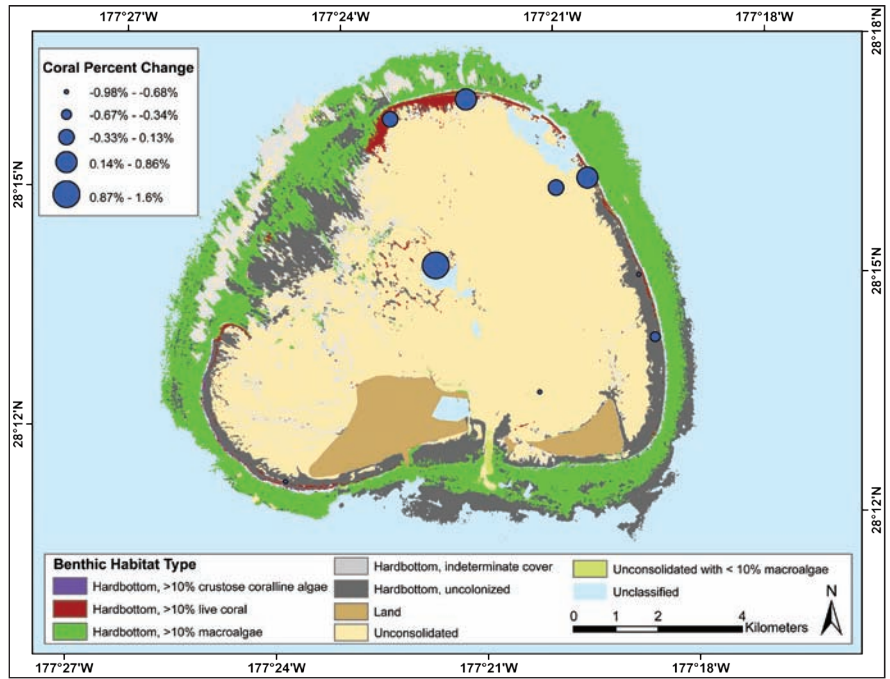 177°27'W 177°24'W 177°21'W 177°18'W
28°18'N
Coral Percent Change
-0.98% - -0.68%
-0.67% - -0.34%
-0.33% - 0.13%
0.14% - 0.86%
0.87% - 1.6%
28°15'N
28°15'N
28°12'N
28°12'N
Benthic Habitat Type
Hardbottom, >10% crustose coralline algae
Hardbottom, >10% live coral
Hardbottom, >10% macroalgae
Hardbottom, indeterminate cover
Hardbottom, uncolonized
Land
Unconsolidated
Unconsolidated with < 10% macroalgae
Unclassified
N
0 1 2 4
Kilometers
177°27'W 177°24'W 177°21'W 177°18'W